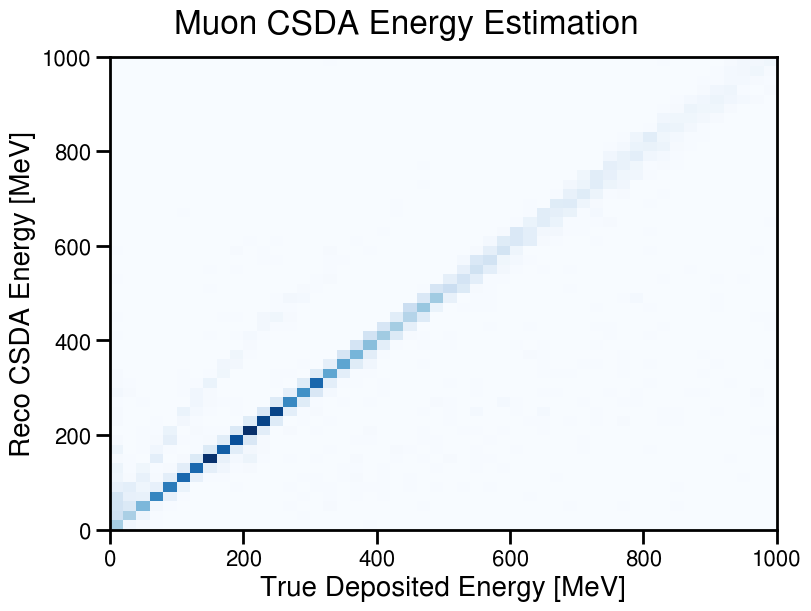 Muon CSDA Energy Estimation
1000
800
600
400
200
0
Reco CSDA Energy [MeV]
0 200 400 600 800 1000
True Deposited Energy [MeV]